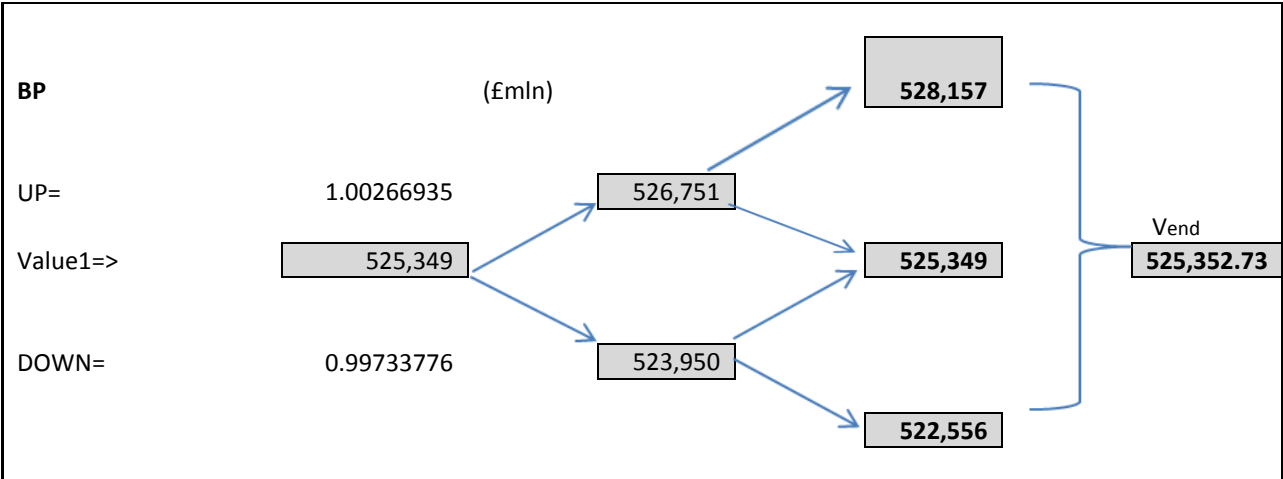 BP (£mln) 528,157
UP= 1.00266935 526,751
Vend
Value1=> 525,349 525,349 525,352.73
DOWN= 0.99733776 523,950
522,556